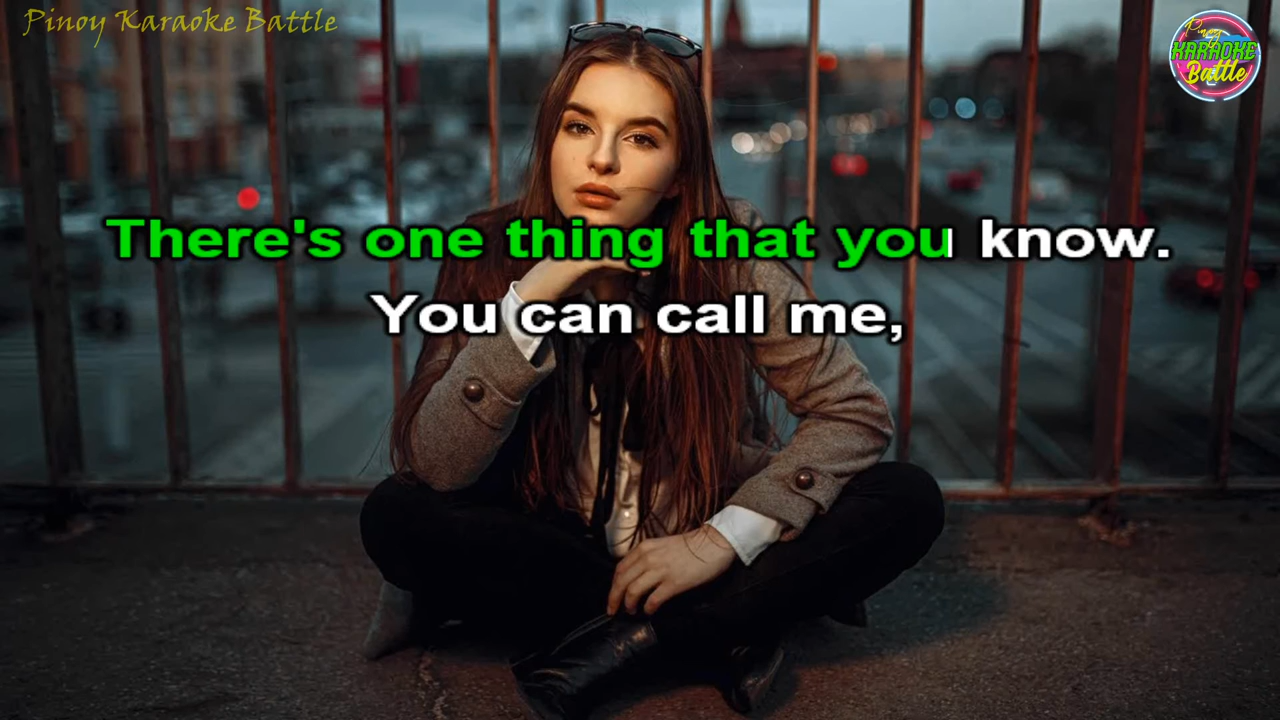 Pinoy Karaoke Battle
Pinoy
KARAOKE
Battle
There's one thing that you know.
You can call me,